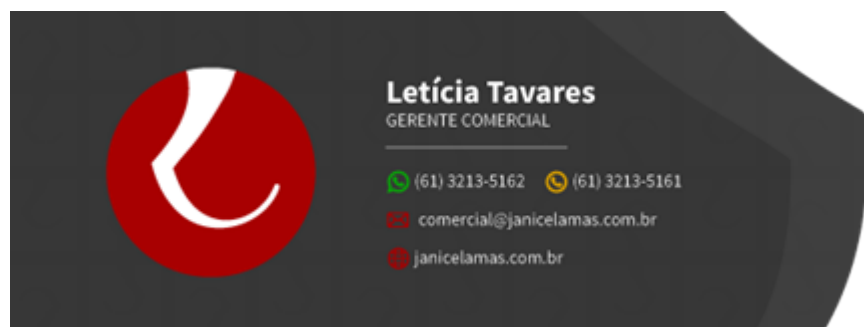 Letícia Tavares
GERENTE COMERCIAL
(61) 3213-5162 (61) 3213-5161
comercial@janicelamas.com.br
janicelamas.com.br